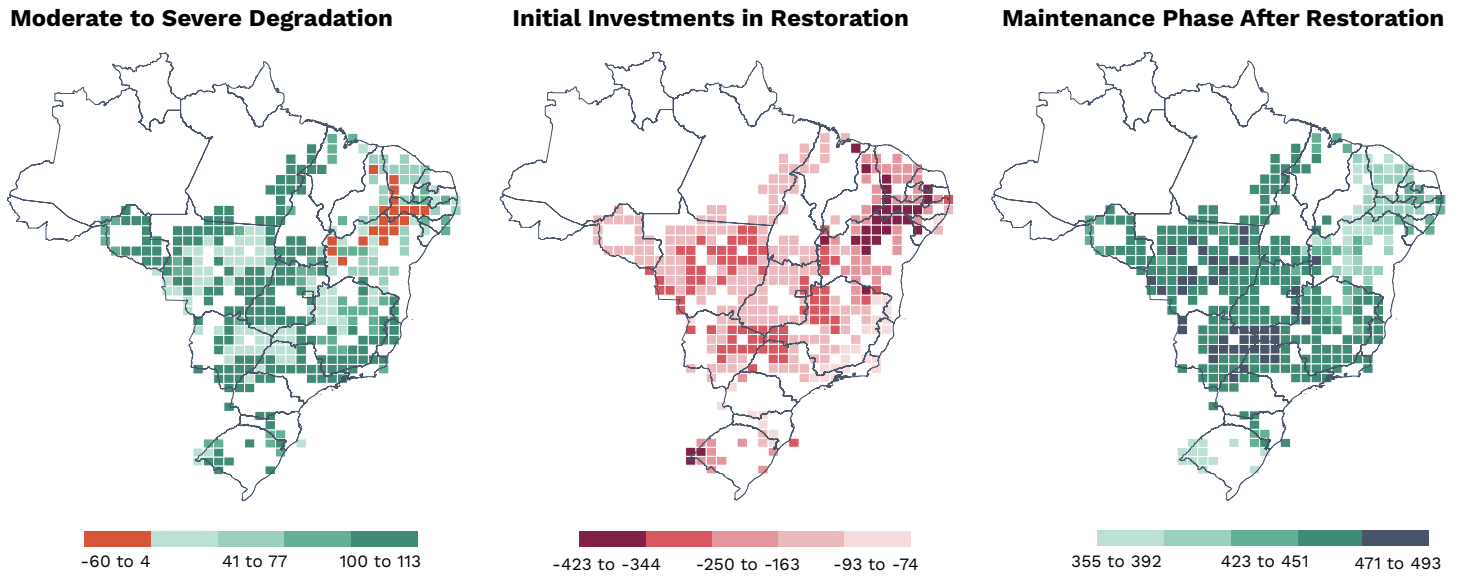 Moderate to Severe Degradation
Initial Investments in Restoration
Maintenance Phase After Restoration
-60 to 4
41 to 77
100 to 113
-423 to -344
-250 to -163
-93 to -74
355 to 392
423 to 451
471 to 493